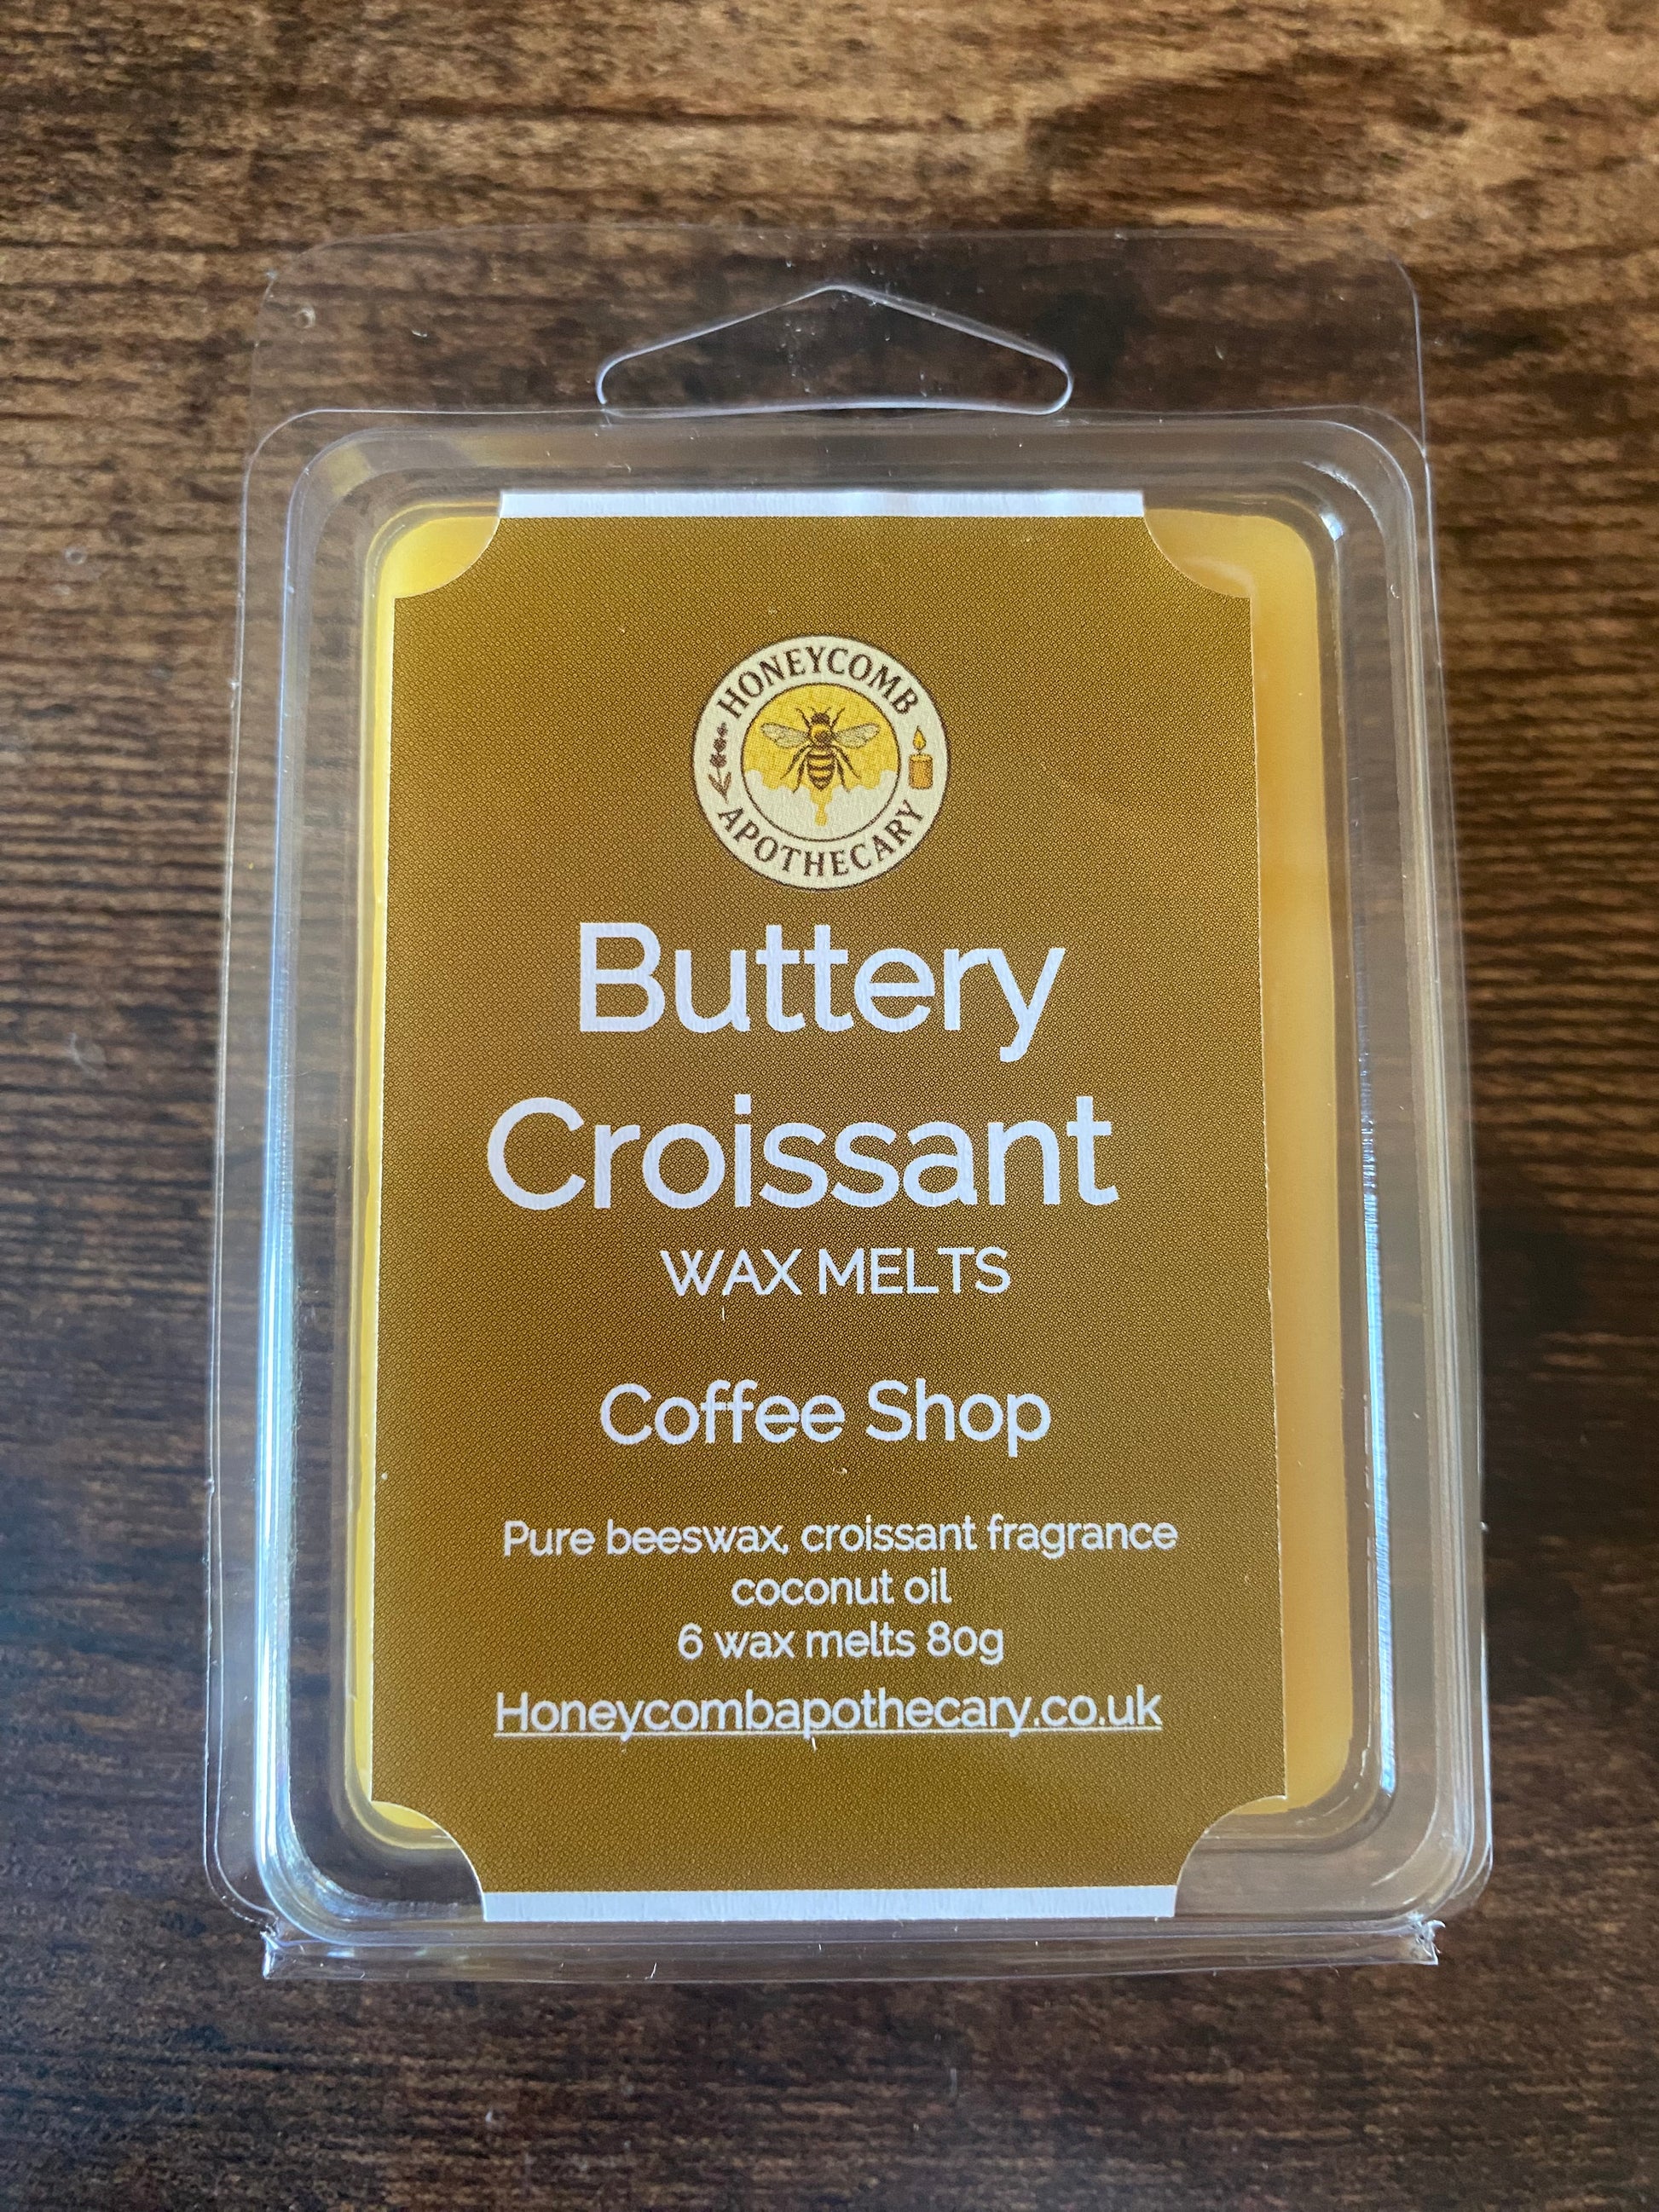 HONEYCOMB
APOTHECARY
Buttery
Croissant
WAX MELTS
Coffee Shop
Pure beeswax, croissant fragrance
coconut oil
6 wax melts 80g
Honeycombapothecary.co.uk